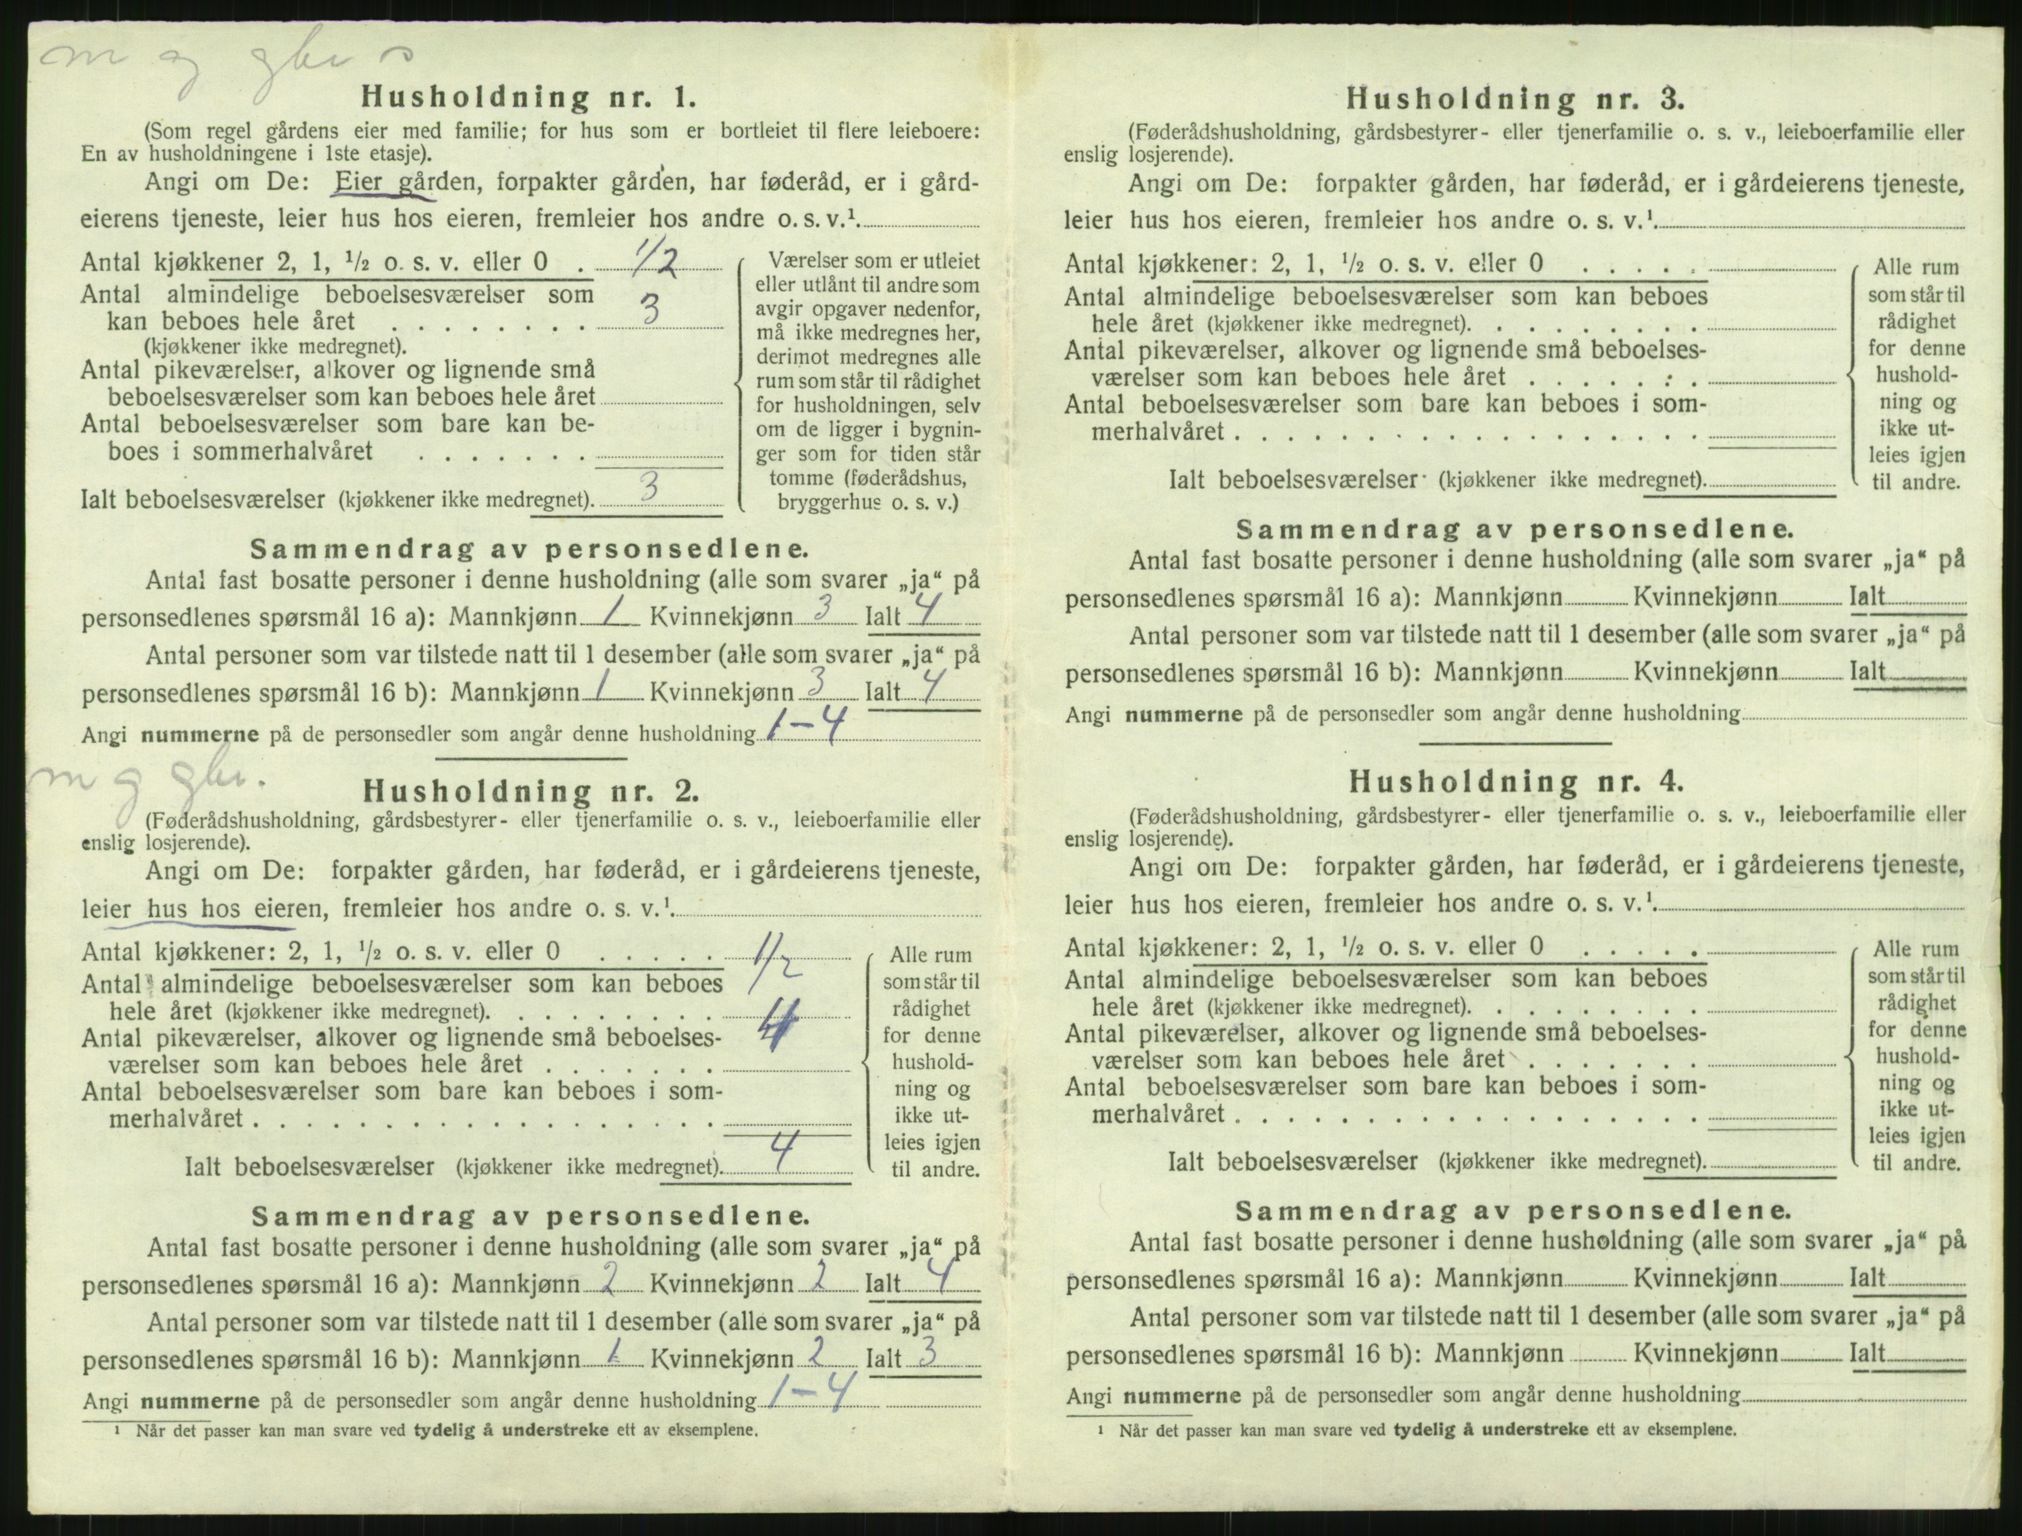 m og gbr s
Husholdning nr. 1.
(Som regel gårdens eier med familie; for hus som er bortleiet til flere leieboere:
En av husholdningene i 1ste etasje).
Angi om De: Eier gården, forpakter gården, har føderåd, er i gård-
eierens tjeneste, leier hus hos eieren, fremleier hos andre o. s. v.¹
Antal kjøkkener 2, 1, ½ o. s. v. eller 0 . 1/2
Antal almindelige beboelsesværelser som
kan beboes hele året . . . . . . . . 3
(kjøkkener ikke medregnet).
Antal pikeværelser, alkover og lignende små
beboelsesværelser som kan beboes hele året
Antal beboelsesværelser som bare kan be-
boes i sommerhalvåret . . . . . . .
Ialt beboelsesværelser (kjøkkener ikke medregnet). 3
Værelser som er utleiet
eller utlånt til andre som
avgir opgaver nedenfor,
må ikke medregnes her,
derimot medregnes alle
rum som står til rådighet
for husholdningen, selv
om de ligger i bygnin-
ger som for tiden står
tomme (føderådshus,
bryggerhus o. s. v.)
Sammendrag av personsedlene.
Antal fast bosatte personer i denne husholdning (alle som svarer „ja“ på
personsedlenes spørsmål 16 a): Mannkjønn 1 Kvinnekjønn 3 Ialt 4
Antal personer som var tilstede natt til 1 desember (alle som svarer „ja“ på
personsedlenes spørsmål 16 b): Mannkjønn 1 Kvinnekjønn 3 Ialt 4
Angi nummerne på de personsedler som angår denne husholdning 1-4
m og gbr.
Husholdning nr. 2.
(Føderådshusholdning, gårdsbestyrer- eller tjenerfamilie o. s. v., leieboerfamilie eller
enslig losjerende).
Angi om De: forpakter gården, har føderåd, er i gårdeierens tjeneste,
leier hus hos eieren, fremleier hos andre o. s. v.¹
Antal kjøkkener: 2, 1, ½ o. s. v. eller 0 . . . . . 1/2
Antal almindelige beboelsesværelser som kan beboes
hele året (kjøkkener ikke medregnet). . . . . . . . . 4
Antal pikeværelser, alkover og lignende små beboelses-
værelser som kan beboes hele året . . . . . . .
Antal beboelsesværelser som bare kan beboes i som-
merhalvåret . . . . . . . . . . . . . . . . . .
Ialt beboelsesværelser (kjøkkener ikke medregnet). 4
Alle rum
som står til
rådighet
for denne
hushold-
ning og
ikke ut-
leies igjen
til andre.
Sammendrag av personsedlene.
Antal fast bosatte personer i denne husholdning (alle som svarer „ja“ på
personsedlenes spørsmål 16 a): Mannkjønn 2 Kvinnekjønn 2 Ialt 4
Antal personer som var tilstede natt til 1 desember (alle som svarer „ja“ på
personsedlenes spørsmål 16 b): Mannkjønn 1 Kvinnekjønn 2 Ialt 3
Angi nummerne på de personsedler som angår denne husholdning 1-4
¹ Når det passer kan man svare ved tydelig å understreke ett av eksemplene.
Husholdning nr. 3.
(Føderådshusholdning, gårdsbestyrer- eller tjenerfamilie o. s. v., leieboerfamilie eller
enslig losjerende).
Angi om De: forpakter gården, har føderåd, er i gårdeierens tjeneste,
leier hus hos eieren, fremleier hos andre o. s. v.¹
Antal kjøkkener: 2, 1, ½ o. s. v. eller 0 . . . . .
Antal almindelige beboelsesværelser som kan beboes
hele året (kjøkkener ikke medregnet). . . . . . . . .
Antal pikeværelser, alkover og lignende små beboelses-
værelser som kan beboes hele året . . . . . . .
Antal beboelsesværelser som bare kan beboes i som-
merhalvåret . . . . . . . . . . . . . . . . . .
Ialt beboelsesværelser (kjøkkener ikke medregnet).
Alle rum
som står til
rådighet
for denne
hushold-
ning og
ikke ut-
leies igjen
til andre.
Sammendrag av personsedlene.
Antal fast bosatte personer i denne husholdning (alle som svarer „ja“ på
personsedlenes spørsmål 16 a): Mannkjønn Kvinnekjønn Ialt
Antal personer som var tilstede natt til 1 desember (alle som svarer „ja“ på
personsedlenes spørsmål 16 b): Mannkjønn Kvinnekjønn Ialt
Angi nummerne på de personsedler som angår denne husholdning
Husholdning nr. 4.
(Føderådshusholdning, gårdsbestyrer- eller tjenerfamilie o. s. v., leieboerfamilie eller
enslig losjerende).
Angi om De: forpakter gården, har føderåd, er i gårdeierens tjeneste,
leier hus hos eieren, fremleier hos andre o. s. v.¹
Antal kjøkkener: 2, 1, ½ o. s. v. eller 0 . . . . .
Antal almindelige beboelsesværelser som kan beboes
hele året (kjøkkener ikke medregnet). . . . . . . . .
Antal pikeværelser, alkover og lignende små beboelses-
værelser som kan beboes hele året . . . . . . .
Antal beboelsesværelser som bare kan beboes i som-
merhalvåret . . . . . . . . . . . . . . . . . .
Ialt beboelsesværelser (kjøkkener ikke medregnet).
Alle rum
som står til
rådighet
for denne
hushold-
ning og
ikke ut-
leies igjen
til andre.
Sammendrag av personsedlene.
Antal fast bosatte personer i denne husholdning (alle som svarer „ja“ på
personsedlenes spørsmål 16 a): Mannkjønn Kvinnekjønn Ialt
Antal personer som var tilstede natt til 1 desember (alle som svarer „ja“ på
personsedlenes spørsmål 16 b): Mannkjønn Kvinnekjønn Ialt
Angi nummerne på de personsedler som angår denne husholdning
¹ Når det passer kan man svare ved tydelig å understreke ett av eksemplene.